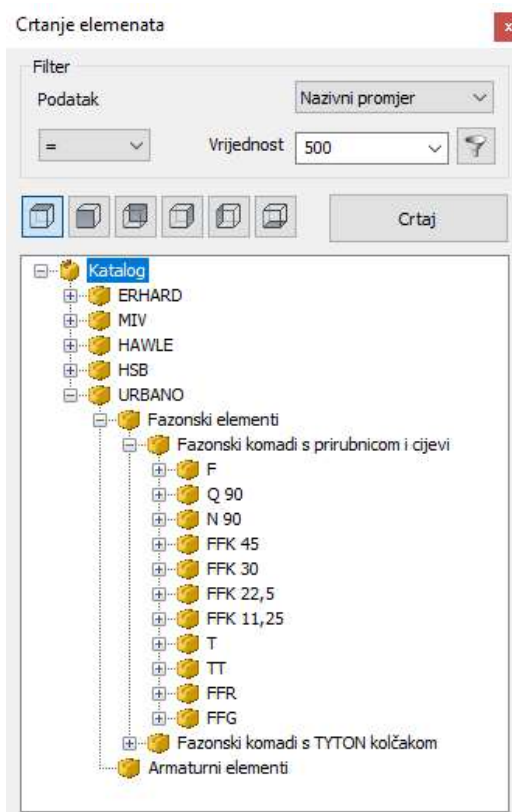 Crtanje elemenata
x
Filter
Podatak
Nazivni promjer
=
Vrijednost
500
Crtaj
Katalog
ERHARD
MIV
HAWLE
HSB
URBANO
Fazonski elementi
Fazonski komadi s prirubnicom i cijevi
F
Q 90
N 90
FFK 45
FFK 30
FFK 22,5
FFK 11,25
T
TT
FFR
FFG
Fazonski komadi s TYTON kolčakom
Armaturni elementi